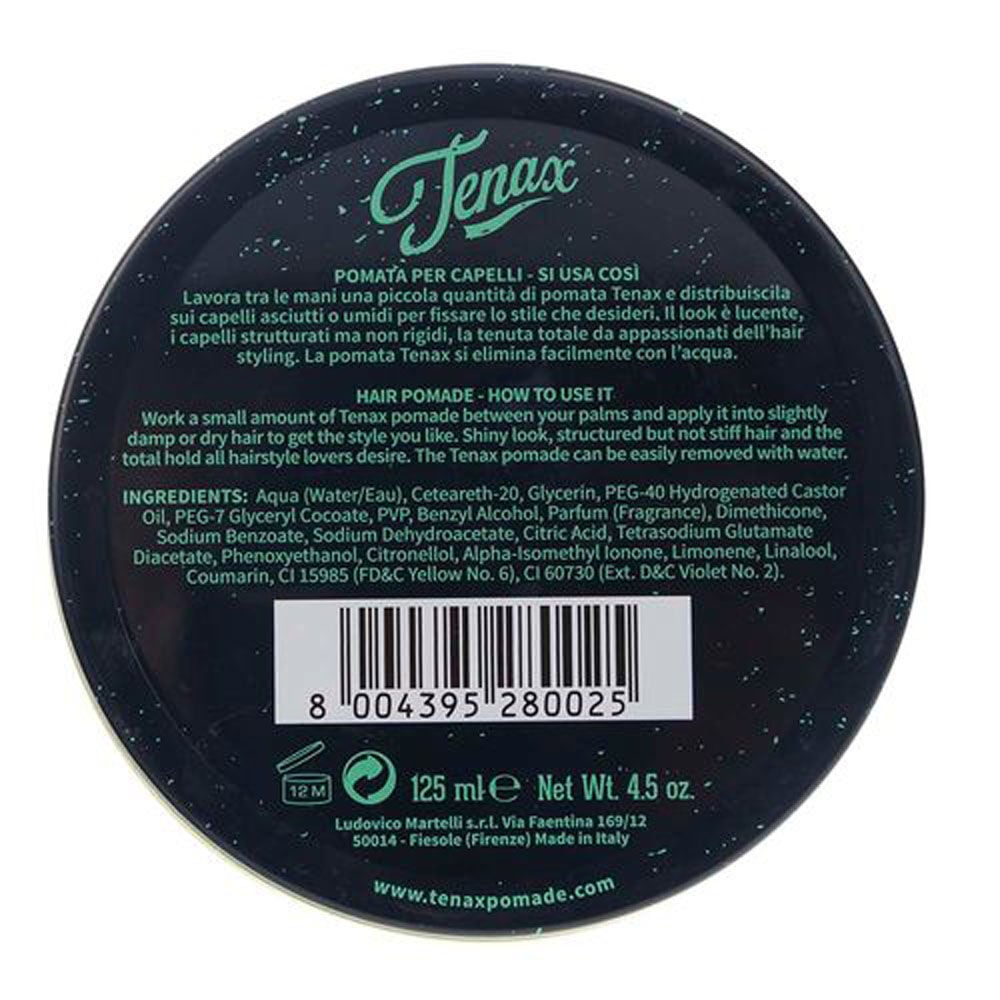 Tenax
POMATA PER CAPELLI - SI USA COSÌ
Lavora tra le mani una piccola quantità di pomata Tenax e distribuiscila
sui capelli asciutti o umidi per fissare lo stile che desideri. Il look è lucente,
i capelli strutturati ma non rigidi, la tenuta totale da appassionati dell'hair
styling. La pomata Tenax si elimina facilmente con l'acqua.
HAIR POMADE - HOW TO USE IT
Work a small amount of Tenax pomade between your palms and apply it into slightly
damp or dry hair to get the style you like. Shiny look, structured but not stiff hair and the
total hold all hairstyle lovers desire. The Tenax pomade can be easily removed with water.
INGREDIENTS: Aqua (Water/Eau), Ceteareth-20, Glycerin, PEG-40 Hydrogenated Castor
Oil, PEG-7 Glyceryl Cocoate, PVP, Benzyl Alcohol, Parfum (Fragrance), Dimethicone,
Sodium Benzoate, Sodium Dehydroacetate, Citric Acid, Tetrasodium Glutamate
Diacetate, Phenoxyethanol, Citronellol, Alpha-Isomethyl Ionone, Limonene, Linalool,
Coumarin, CI 15985 (FD&C Yellow No. 6), CI 60730 (Ext. D&C Violet No. 2).
8 004395 280025
12 M 125 ml e Net Wt. 4.5 oz.
Ludovico Martelli s.r.l. Via Faentina 169/12
50014 - Fiesole (Firenze) Made in Italy
www.tenaxpomade.com